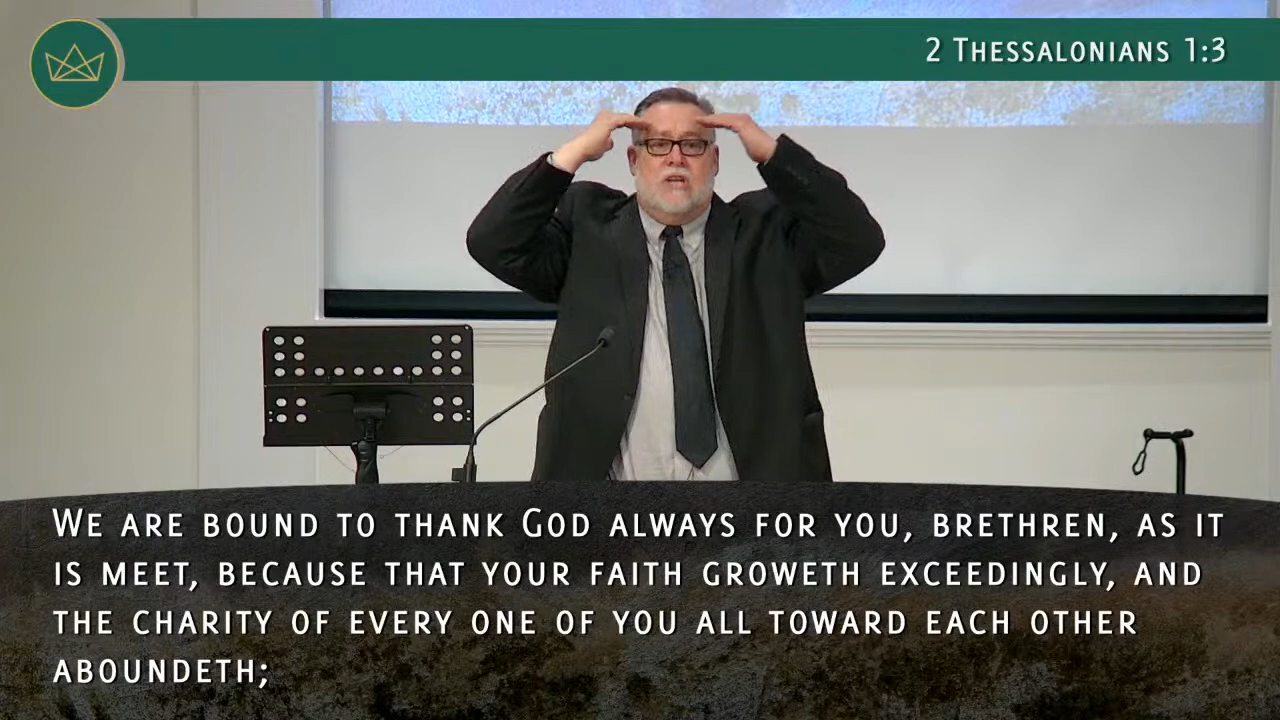 2 Thessalonians 1:3
We are bound to thank God always for you, brethren, as it
is meet, because that your faith groweth exceedingly, and
the charity of every one of you all toward each other
aboundeth;